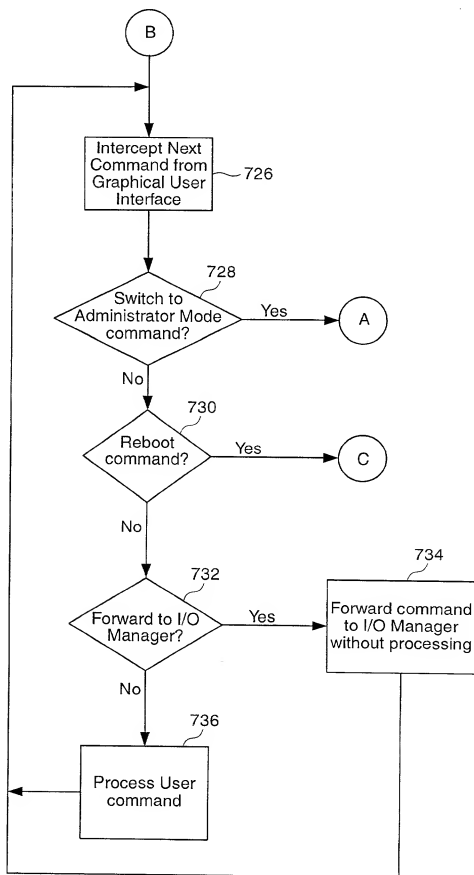 B
Intercept Next
Command from
Graphical User
Interface
726
728
Switch to
Administrator Mode
command?
Yes
A
No
730
Reboot
command?
Yes
C
No
732
Forward to I/O
Manager?
Yes
734
Forward command
to I/O Manager
without processing
No
736
Process User
command